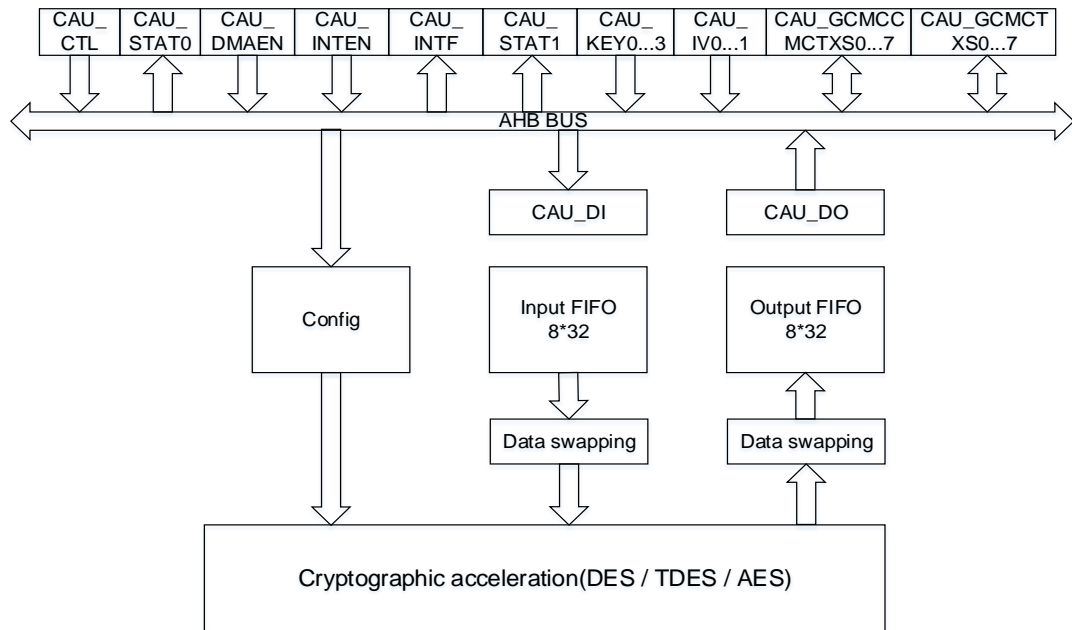 CAU_
CTL
CAU_
STAT0
CAU_
DMAEN
CAU_
INTEN
CAU_
INTF
CAU_
STAT1
CAU_
KEY0...3
CAU_
IV0...1
CAU_GCMCC
MCTXS0...7
CAU_GCMCT
XS0...7
AHB BUS
CAU_DI
CAU_DO
Config
Input FIFO
8*32
Output FIFO
8*32
Data swapping
Data swapping
Cryptographic acceleration(DES / TDES / AES)